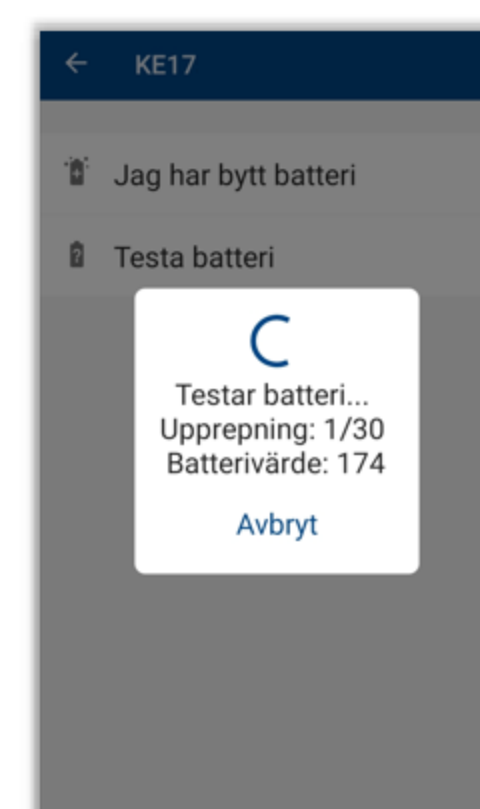 KE17
Jag har bytt batteri
Testa batteri
Testar batteri...
Upprepning: 1/30
Batterivärde: 174
Avbryt